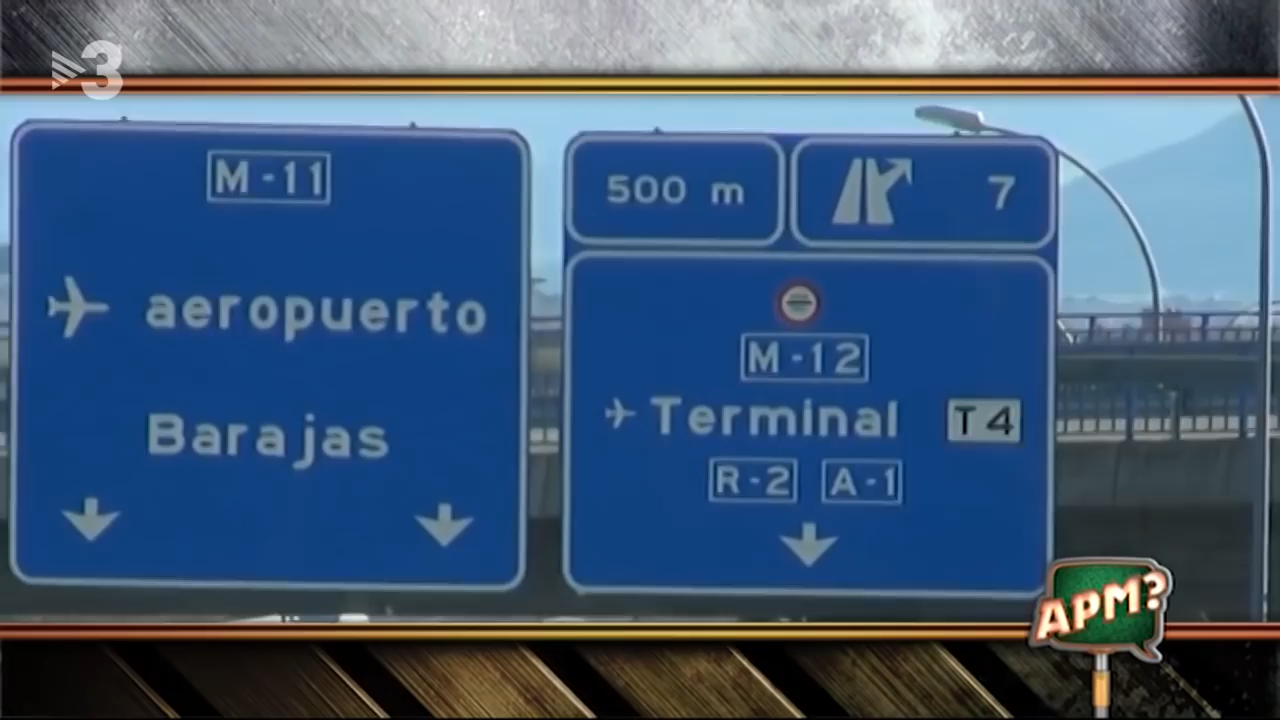 3
M-11
aeropuerto
Barajas
500 m
7
M-12
Terminal T4
R-2 A-1
APM?